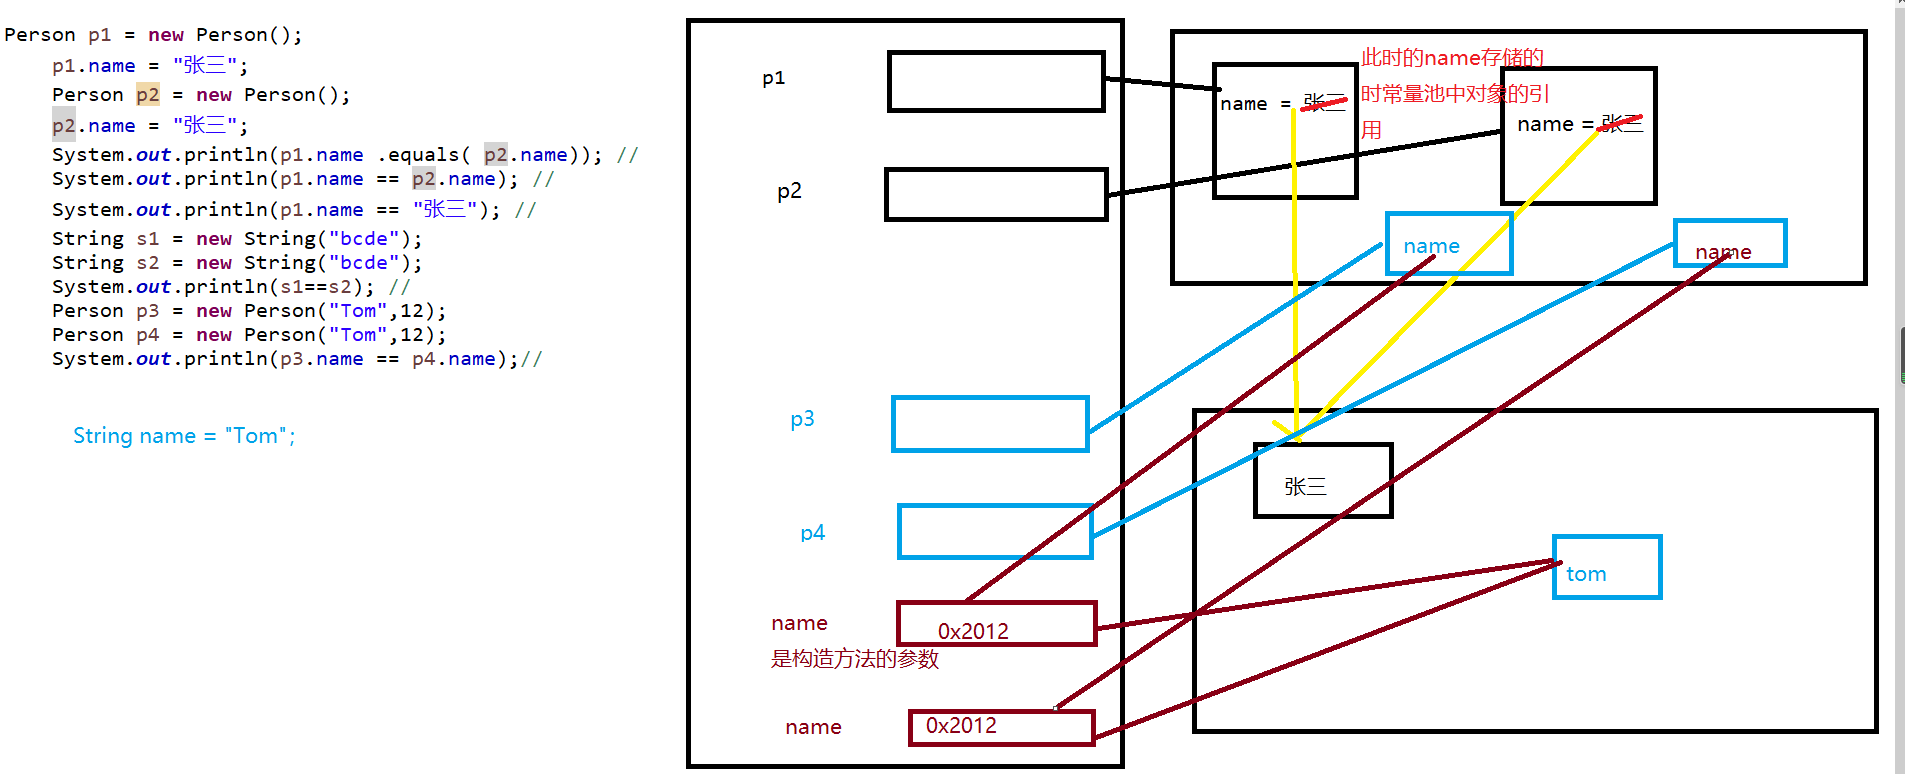 Person p1 = new Person();
p1.name = "张三";
Person p2 = new Person();
p2.name = "张三";
System.out.println(p1.name .equals( p2.name)); //
System.out.println(p1.name == p2.name); //
System.out.println(p1.name == "张三"); //
String s1 = new String("bcde");
String s2 = new String("bcde");
System.out.println(s1==s2); //
Person p3 = new Person("Tom",12);
Person p4 = new Person("Tom",12);
System.out.println(p3.name == p4.name);//
String name = "Tom";
p1
p2
p3
p4
name
0x2012
是构造方法的参数
name
0x2012
name = 张三
此时的name存储的
时常量池中对象的引
用
name = 张三
name
name
张三
tom